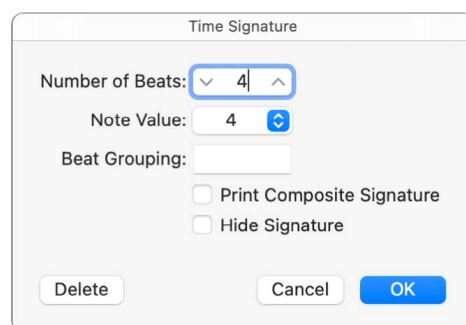 Time Signature
Number of Beats: 4
Note Value: 4
Beat Grouping:
Print Composite Signature
Hide Signature
Delete Cancel OK